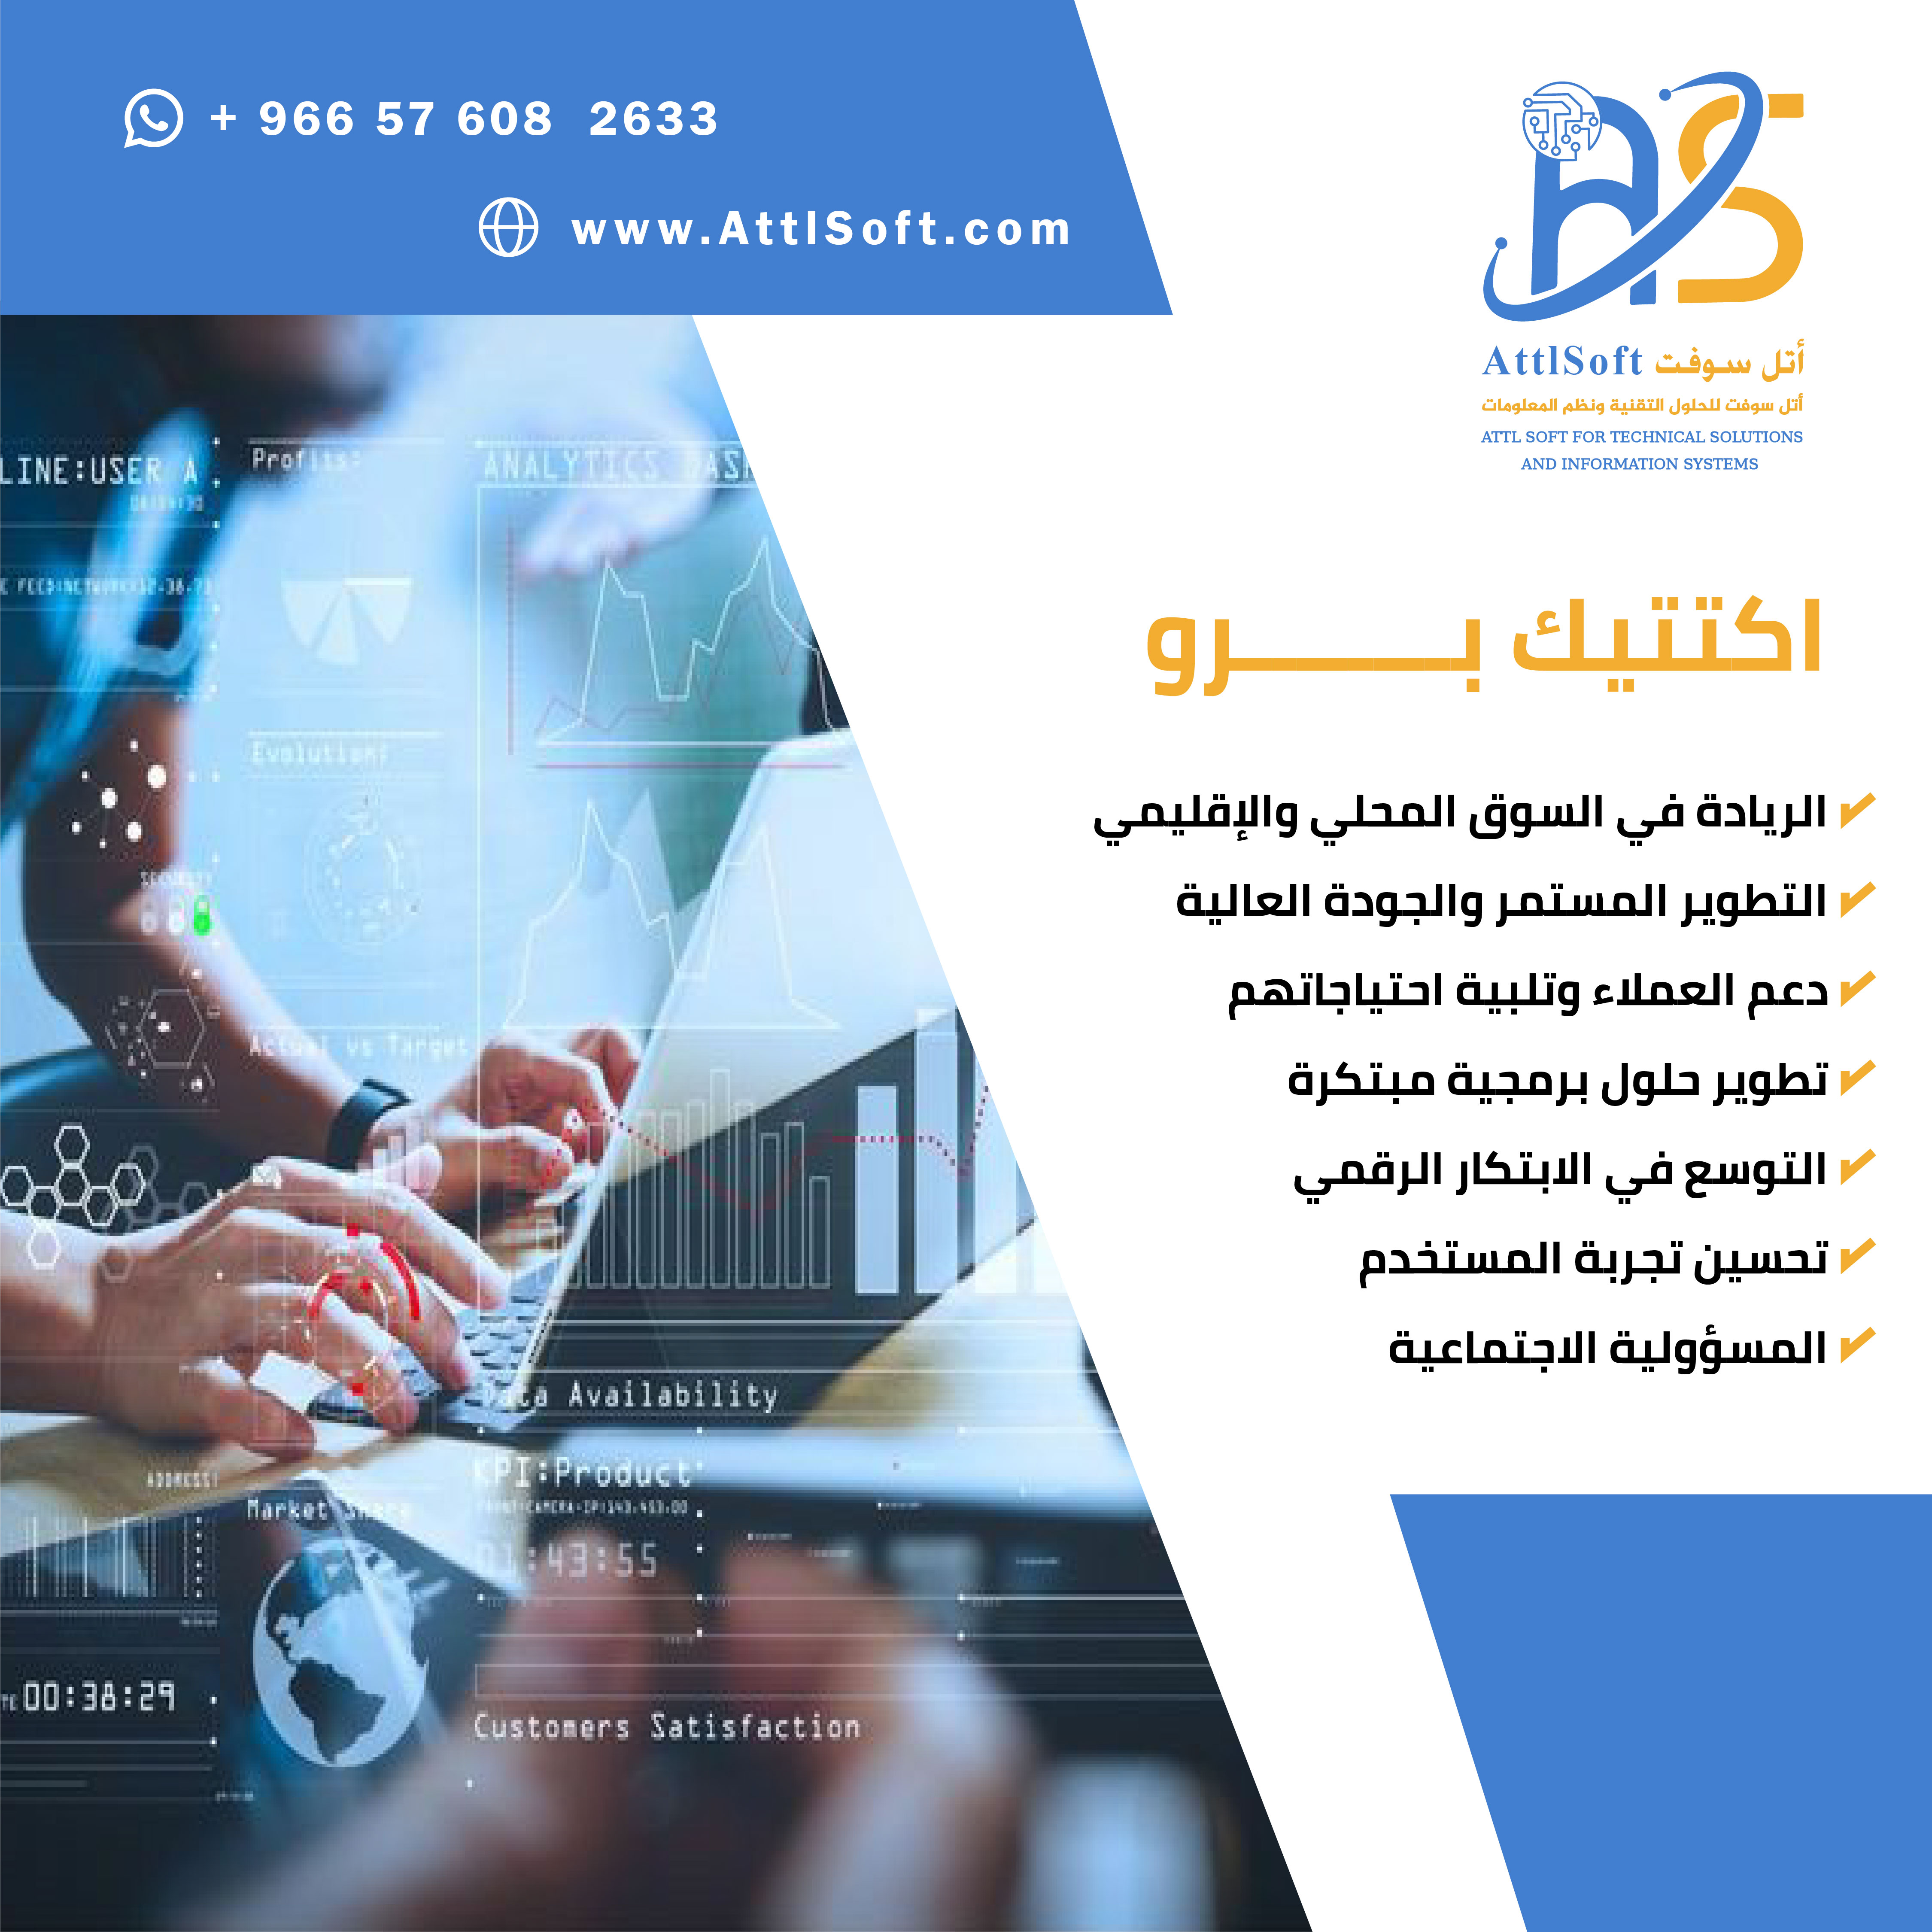 + 966 57 608 2633
www.AttlSoft.com
AS
AttlSoft أتل سوفت
أتل سوفت للحلول التقنية ونظم المعلومات
ATTL SOFT FOR TECHNICAL SOLUTIONS
AND INFORMATION SYSTEMS
اكتتيك بـــــــرو
الريادة في السوق المحلي والإقليمي
التطوير المستمر والجودة العالية
دعم العملاء وتلبية احتياجاتهم
تطوير حلول برمجية مبتكرة
التوسع في الابتكار الرقمي
تحسين تجربة المستخدم
المسؤولية الاجتماعية
LINE:USER A
Profits:
ANALYTICS DASH
Evolution:
SECURITY
Actual vs Target
Data Availability
KPI:Product
ADDRESS:
Market Share
:43:55
00:38:29
Customers Satisfaction